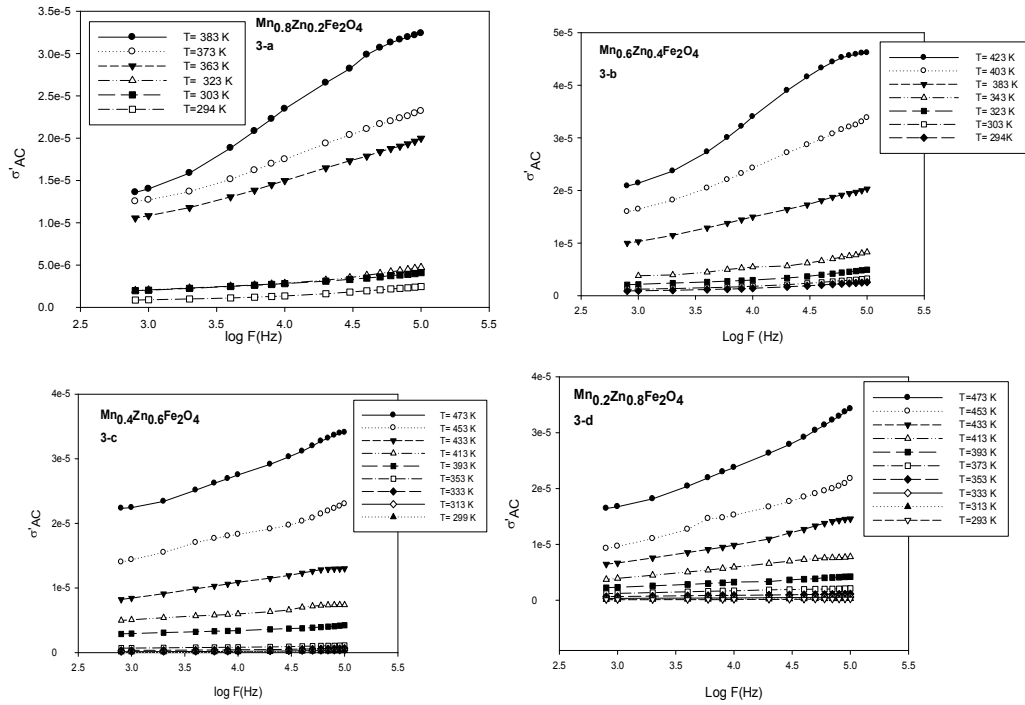 Mn0.8Zn0.2Fe2O4
3-a
T= 383 K
T=373 K
T= 363 K
T= 323 K
T= 303 K
T=294 K
3.5e-5
3.0e-5
2.5e-5
2.0e-5
1.5e-5
1.0e-5
5.0e-6
0.0
σ'AC
2.5 3.0 3.5 4.0 4.5 5.0 5.5
log F(Hz)
Mn0.6Zn0.4Fe2O4
3-b
T= 423 K
T= 403 K
T= 383 K
T= 343 K
T= 323 K
T=303 K
T= 294K
5e-5
4e-5
3e-5
2e-5
1e-5
0
σ'AC
2.5 3.0 3.5 4.0 4.5 5.0 5.5
Log F (Hz)
Mn0.4Zn0.6Fe2O4
3-c
T= 473 K
T= 453 K
T= 433 K
T= 413 K
T= 393 K
T=353 K
T= 333 K
T=313 K
T= 299 K
4e-5
3e-5
2e-5
1e-5
0
σ'AC
2.5 3.0 3.5 4.0 4.5 5.0 5.5
log F(Hz)
Mn0.2Zn0.8Fe2O4
3-d
T=473 K
T=453 K
T=433 K
T=413 K
T=393 K
T=373 K
T=353 K
T=333 K
T=313 K
T=293 K
4e-5
3e-5
2e-5
1e-5
0
σ'AC
2.5 3.0 3.5 4.0 4.5 5.0 5.5
Log F(Hz)